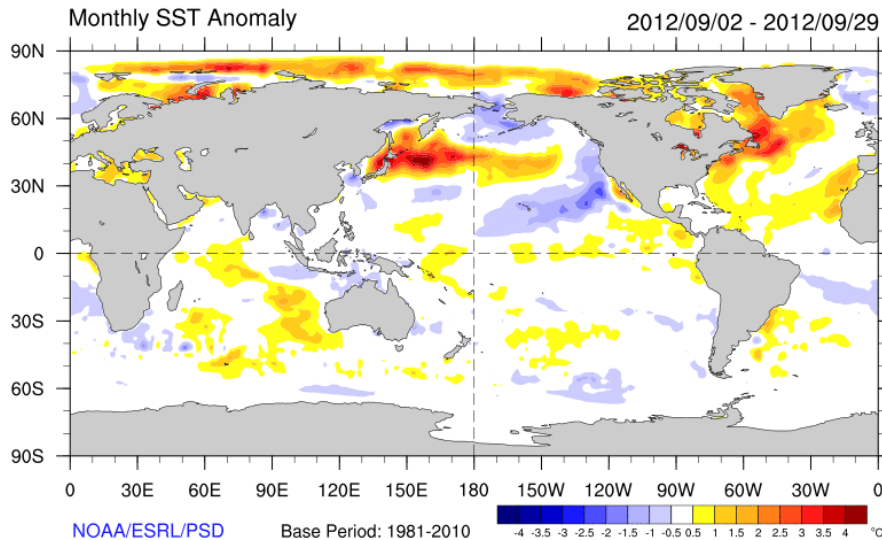 Monthly SST Anomaly 2012/09/02 - 2012/09/29
90N
60N
30N
0
30S
60S
90S
0 30E 60E 90E 120E 150E 180 150W 120W 90W 60W 30W 0
NOAA/ESRL/PSD Base Period: 1981-2010
-4 -3.5 -3 -2.5 -2 -1.5 -1 -0.5 0.5 1 1.5 2 2.5 3 3.5 4 °C